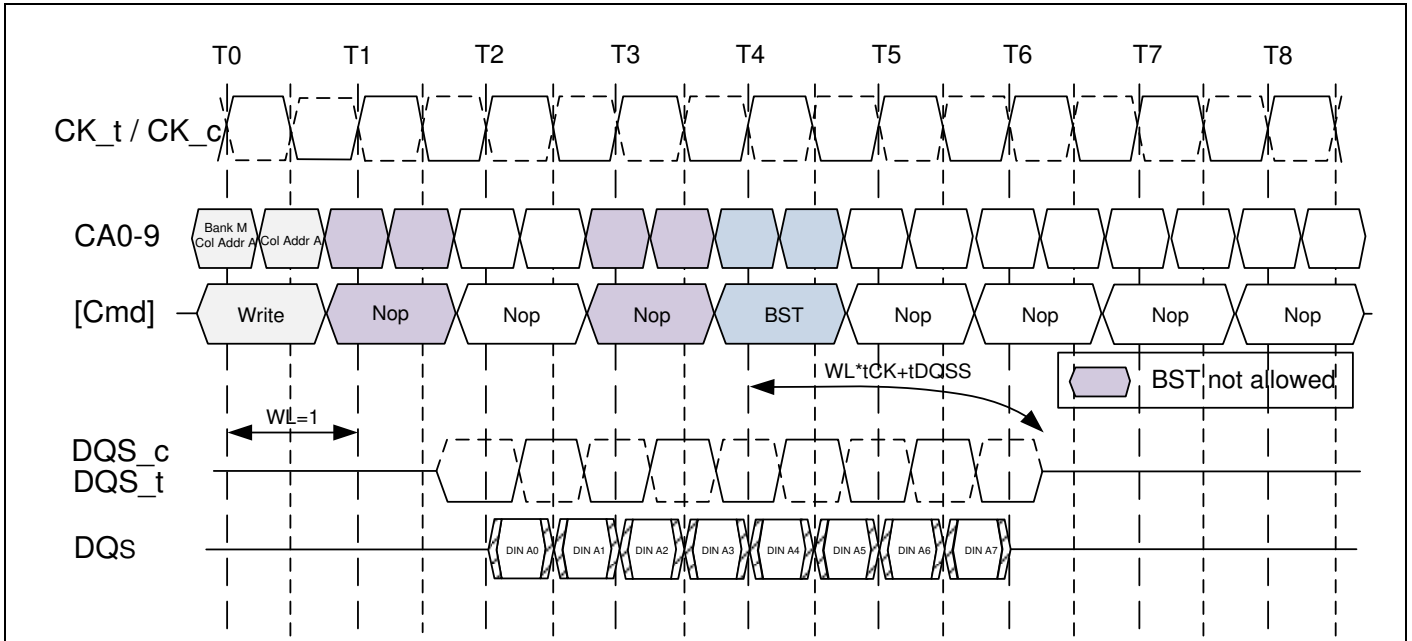 T0 T1 T2 T3 T4 T5 T6 T7 T8
CK_t / CK_c
CA0-9
Bank M
Col Addr A
Col Addr A
[Cmd]
Write Nop Nop Nop BST Nop Nop Nop Nop
WL*tCK+tDQSS
BST not allowed
WL=1
DQS_c
DQS_t
DQs
DIN A0 DIN A1 DIN A2 DIN A3 DIN A4 DIN A5 DIN A6 DIN A7